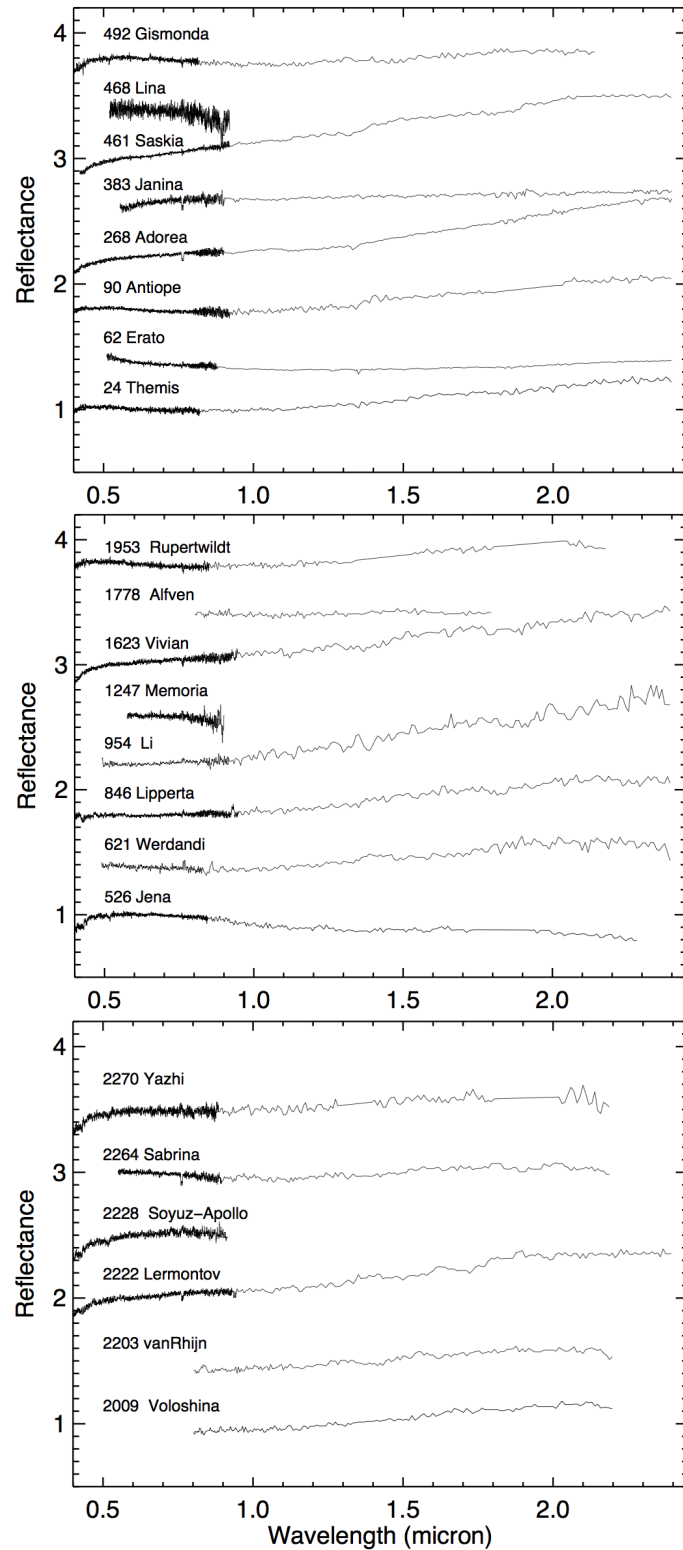 4
492 Gismonda
468 Lina
461 Saskia
3
383 Janina
Reflectance
268 Adorea
2
90 Antiope
62 Erato
24 Themis
1
0.5 1.0 1.5 2.0
4
1953 Rupertwildt
1778 Alfven
1623 Vivian
3
1247 Memoria
Reflectance
954 Li
2
846 Lipperta
621 Werdandi
526 Jena
1
0.5 1.0 1.5 2.0
4
2270 Yazhi
2264 Sabrina
3
2228 Soyuz-Apollo
Reflectance
2222 Lermontov
2
2203 vanRhijn
2009 Voloshina
1
0.5 1.0 1.5 2.0
Wavelength (micron)